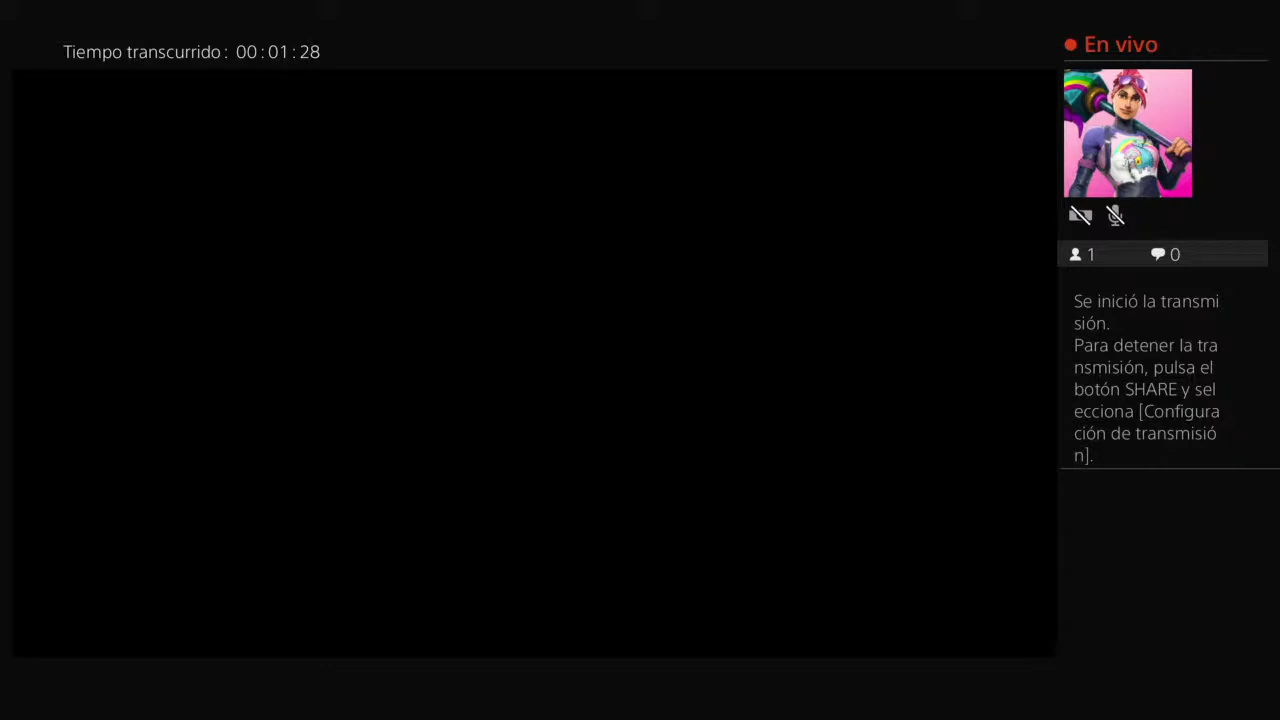 Tiempo transcurrido: 00:01:28
En vivo
1 0
Se inició la transmi
sión.
Para detener la tra
nsmisión, pulsa el
botón SHARE y sel
ecciona [Configura
ción de transmisió
n].